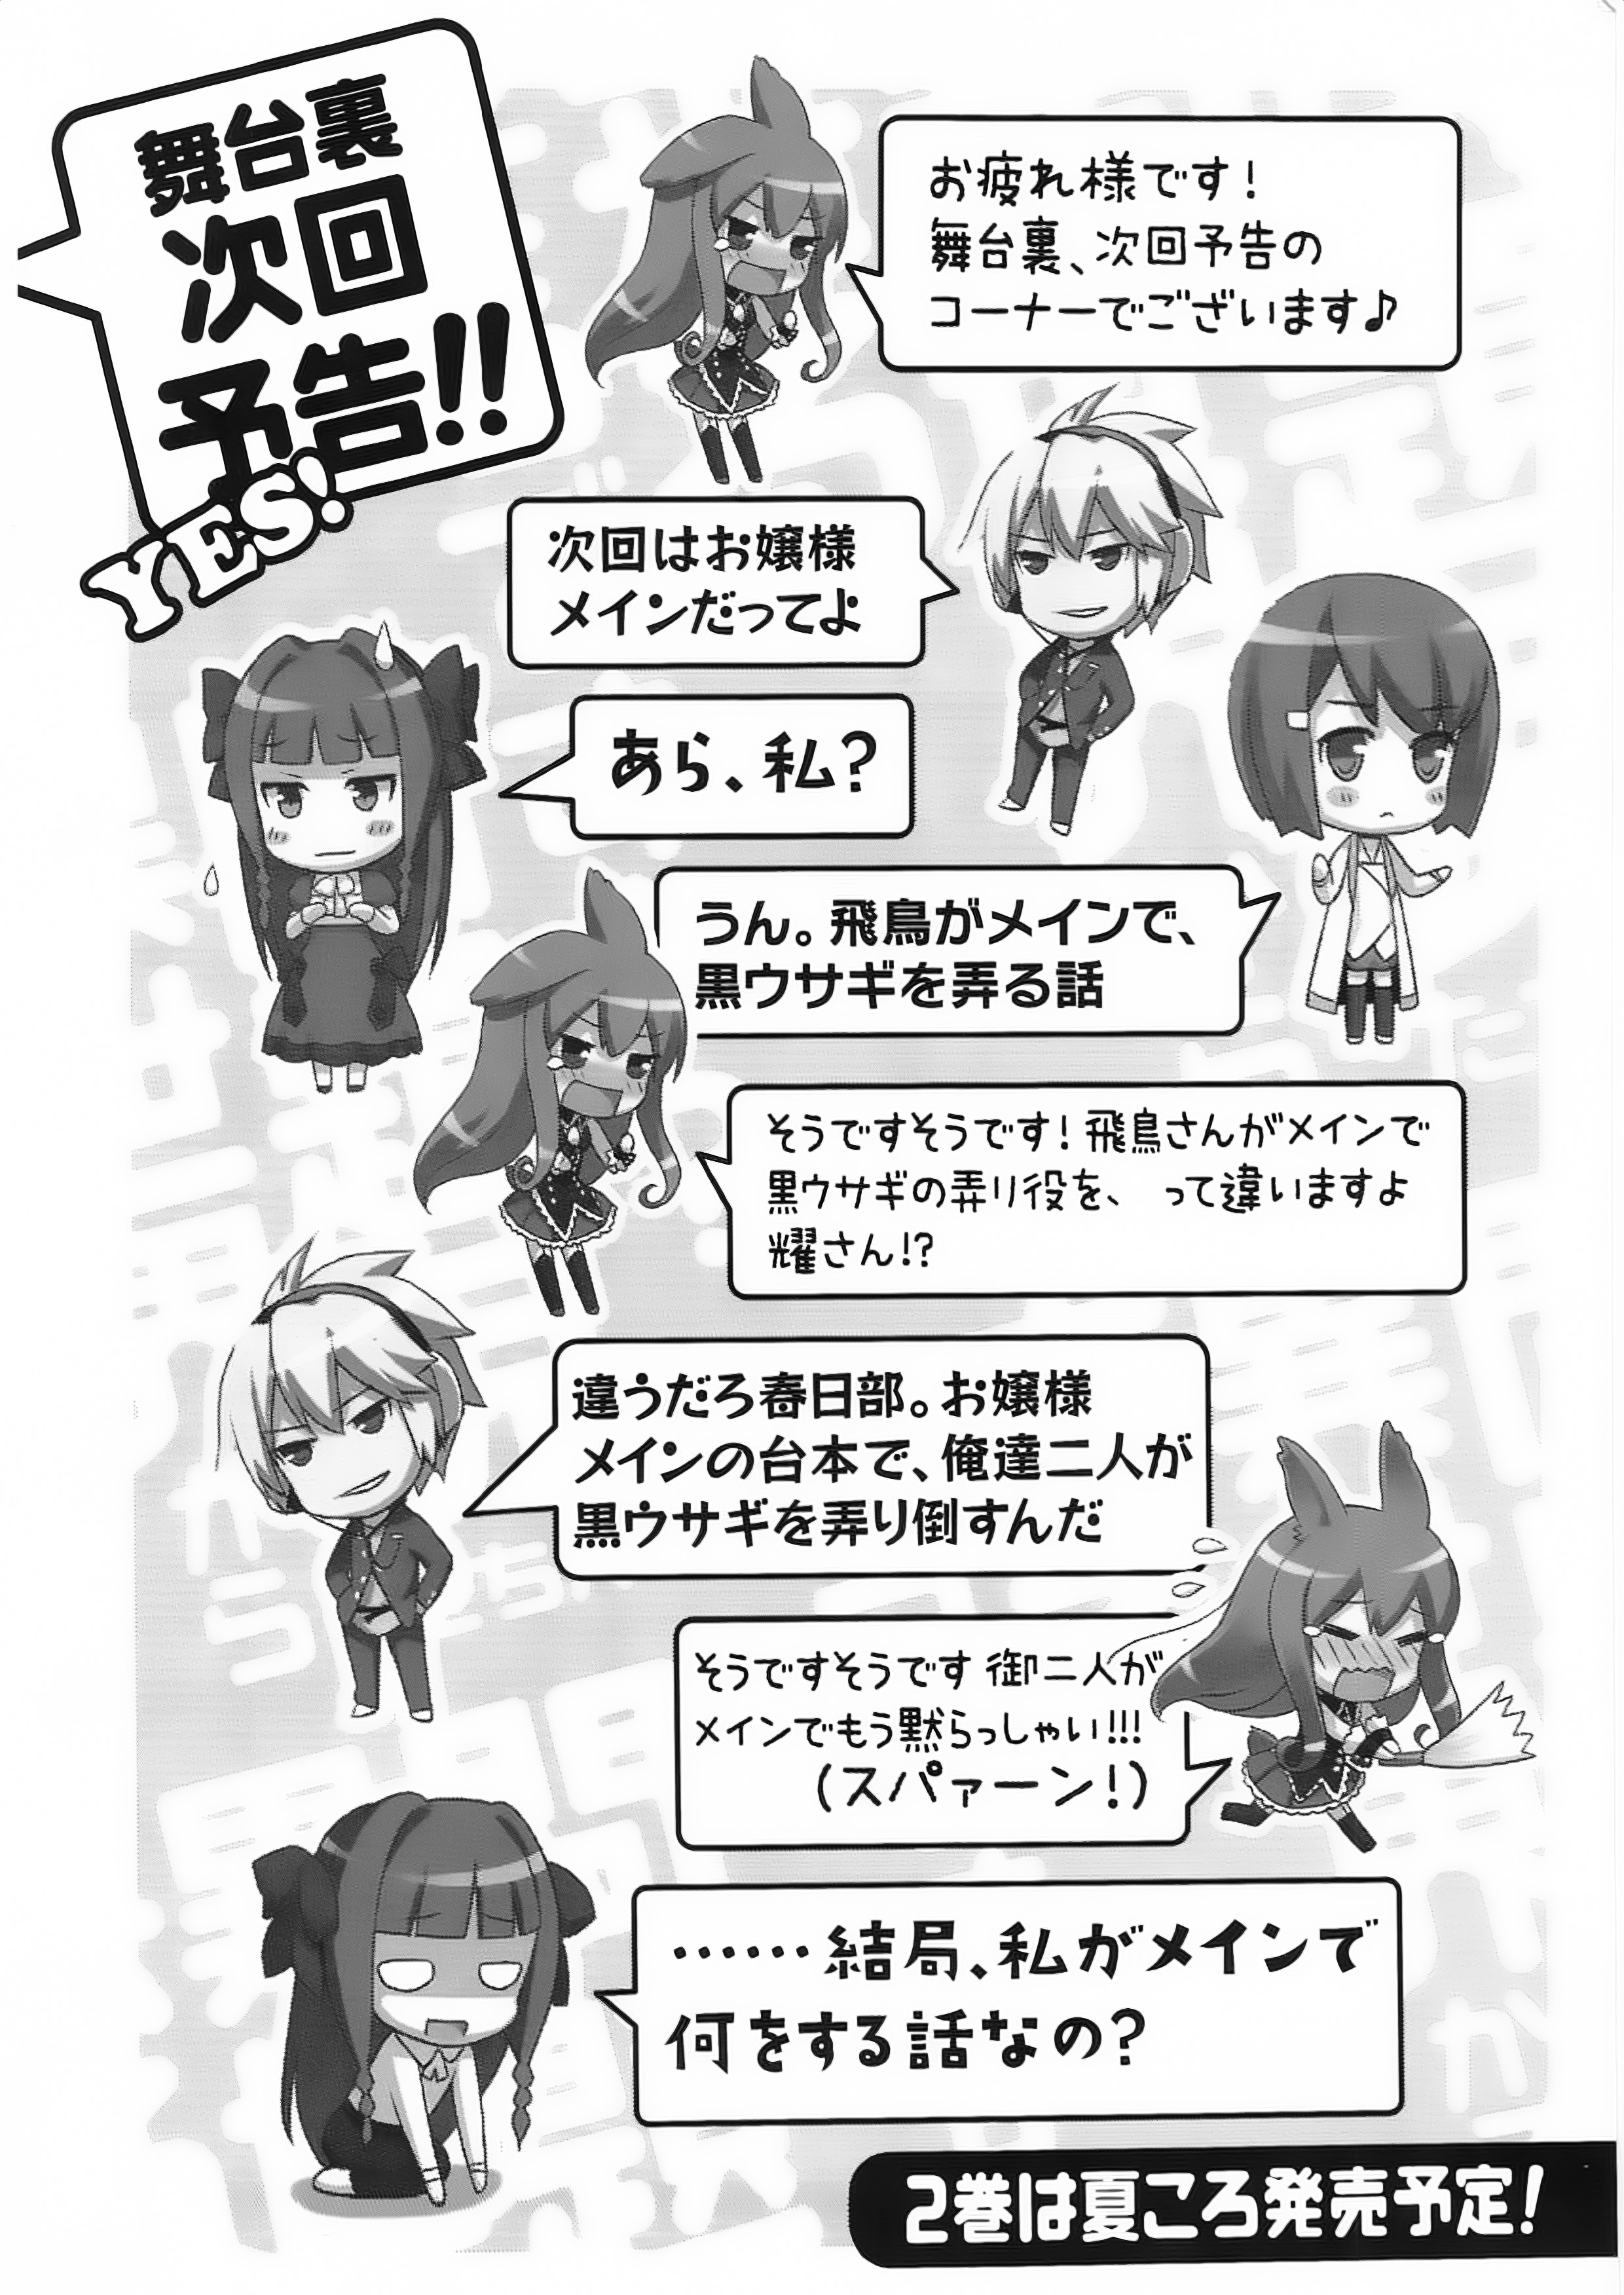 舞台裏
次回
予告!!
YES!
お疲れ様です!
舞台裏、次回予告の
コーナーでございます♪
次回はお嬢様
メインだってよ
あら、私?
うん。飛鳥がメインで、
黒ウサギを弄る話
そうですそうです!飛鳥さんがメインで
黒ウサギの弄り役を、 って違いますよ
耀さん!?
違うだろ春日部。お嬢様
メインの台本で、俺達二人が
黒ウサギを弄り倒すんだ
そうですそうです 御二人が
メインでもう黙らっしゃい!!!
(スパァーン!)
……結局、私がメインで
何をする話なの?
2巻は夏ころ発売予定!